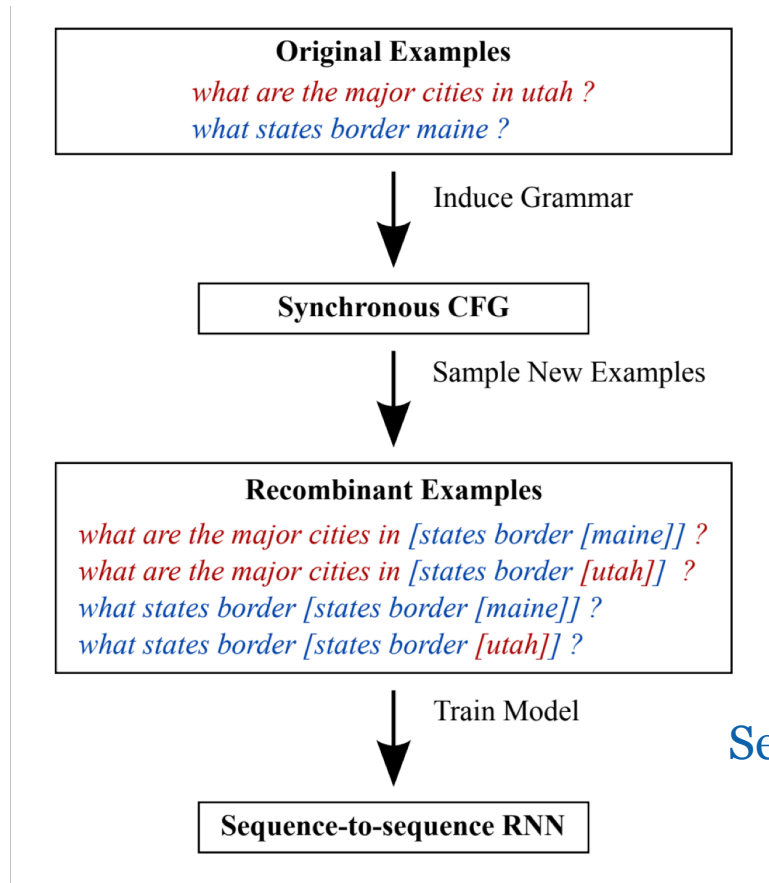 Original Examples
what are the major cities in utah ?
what states border maine ?
Induce Grammar
Synchronous CFG
Sample New Examples
Recombinant Examples
what are the major cities in [states border [maine]] ?
what are the major cities in [states border [utah]] ?
what states border [states border [maine]] ?
what states border [states border [utah]] ?
Train Model
Se
Sequence-to-sequence RNN